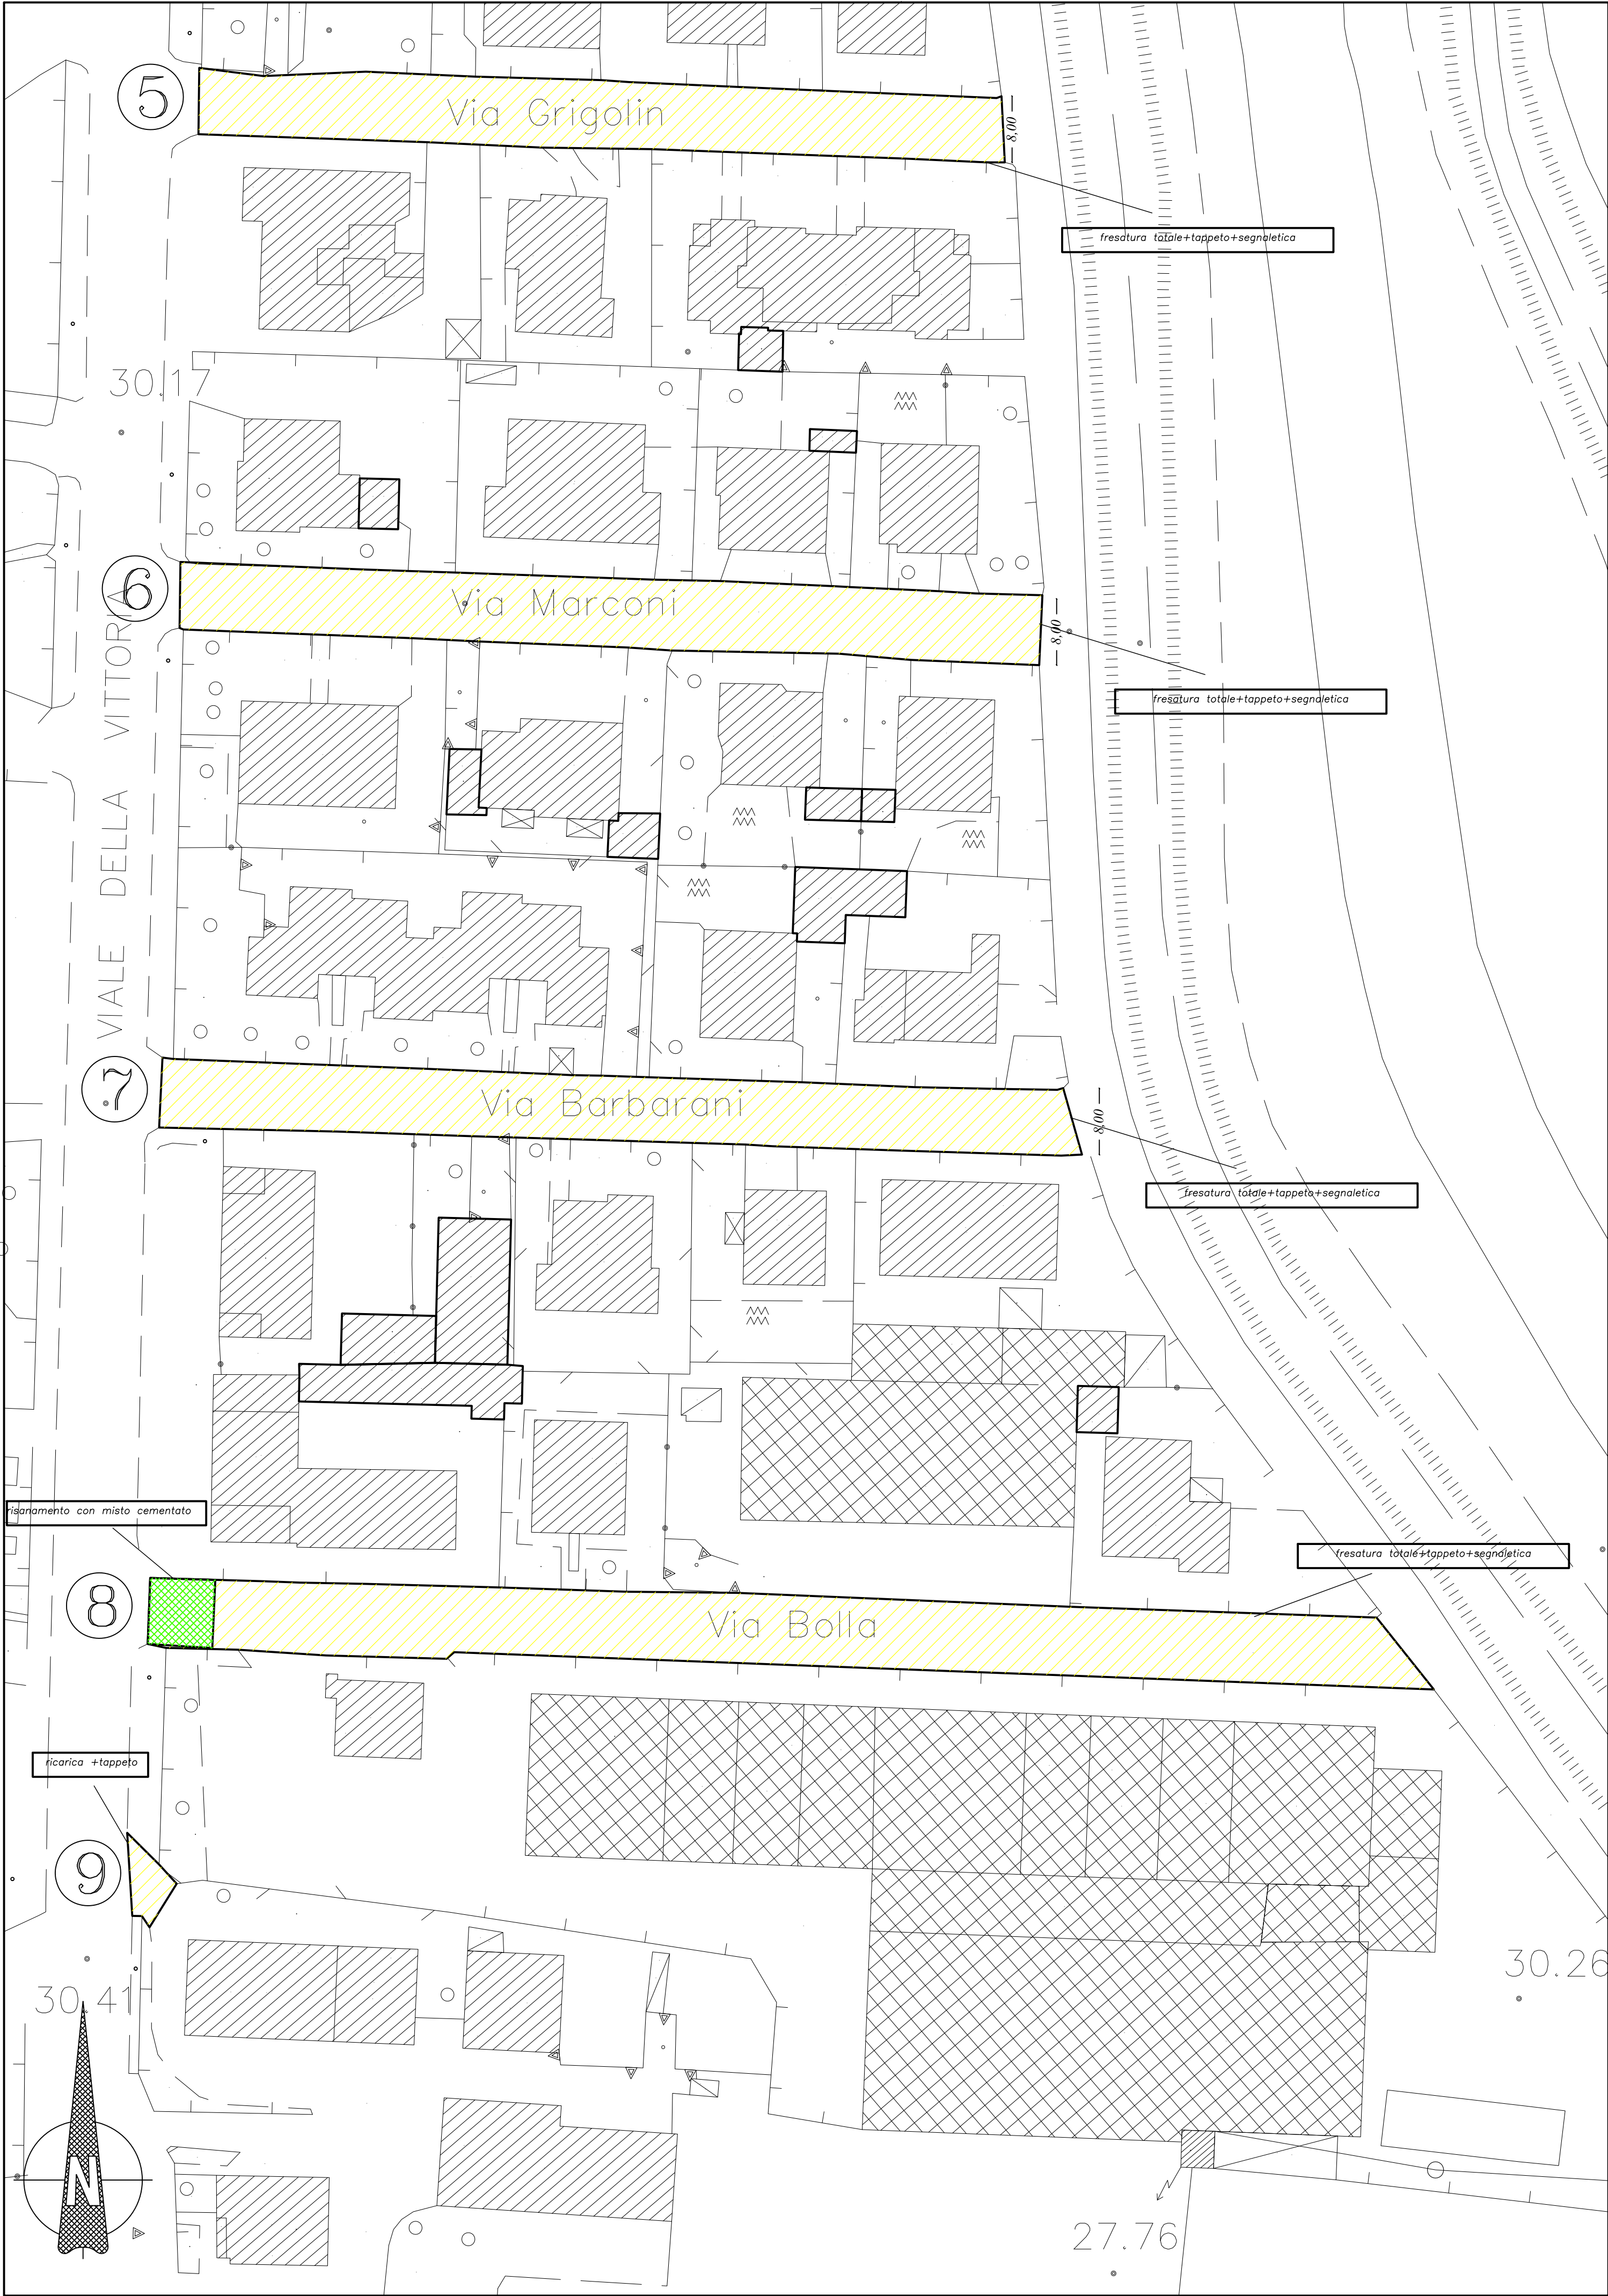 5
Via Grigolin
8,00
fresatura totale+tappeto+segnaletica
30.17
6
Via Marconi
8,00
fresatura totale+tappeto+segnaletica
VIALE DELLA VITTORIA
7
Via Barbarani
8,00
fresatura totale+tappeto+segnaletica
risanamento con misto cementato
fresatura totale+tappeto+segnaletica
8
Via Bolla
ricarica +tappeto
9
30.26
30.41
N
27.76